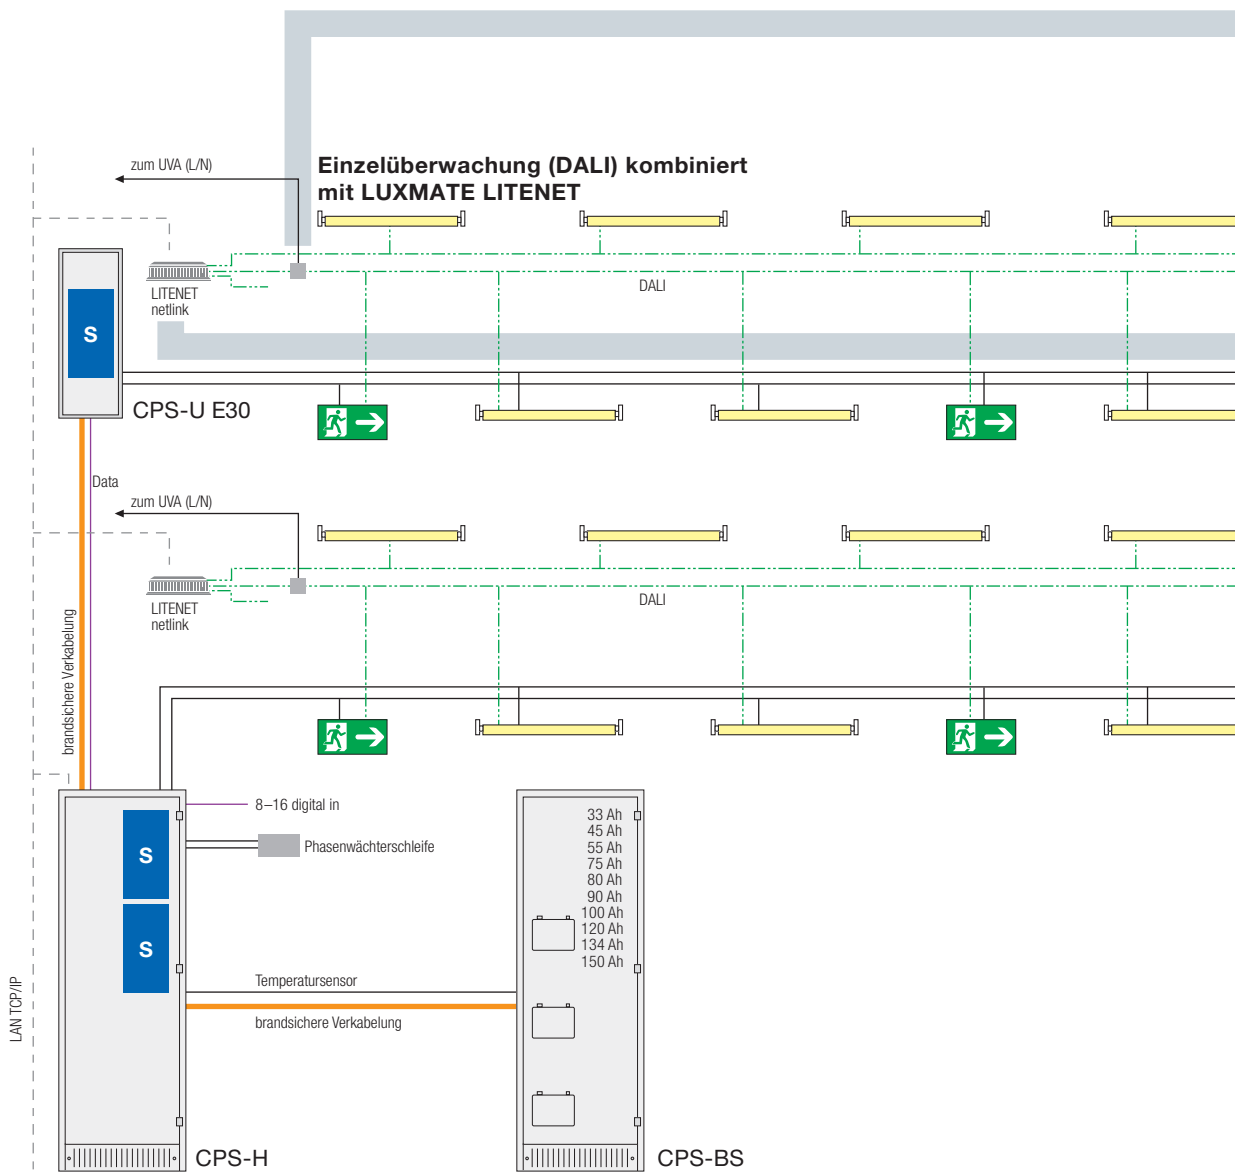 zum UVA (L/N)
Einzelüberwachung (DALI) kombiniert
mit LUXMATE LITENET
LITENET
netlink
DALI
S
CPS-U E30
Data
zum UVA (L/N)
LITENET
netlink
DALI
brandsichere Verkabelung
8–16 digital in
Phasenwächterschleife
S
S
33 Ah
45 Ah
55 Ah
75 Ah
80 Ah
90 Ah
100 Ah
120 Ah
134 Ah
150 Ah
Temperatursensor
brandsichere Verkabelung
LAN TCP/IP
CPS-H
CPS-BS